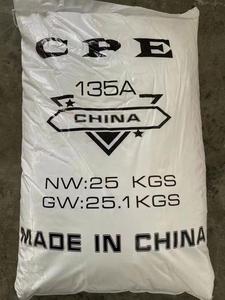 CPE
135A
CHINA
NW:25 KGS
GW:25.1KGS
MADE IN CHINA